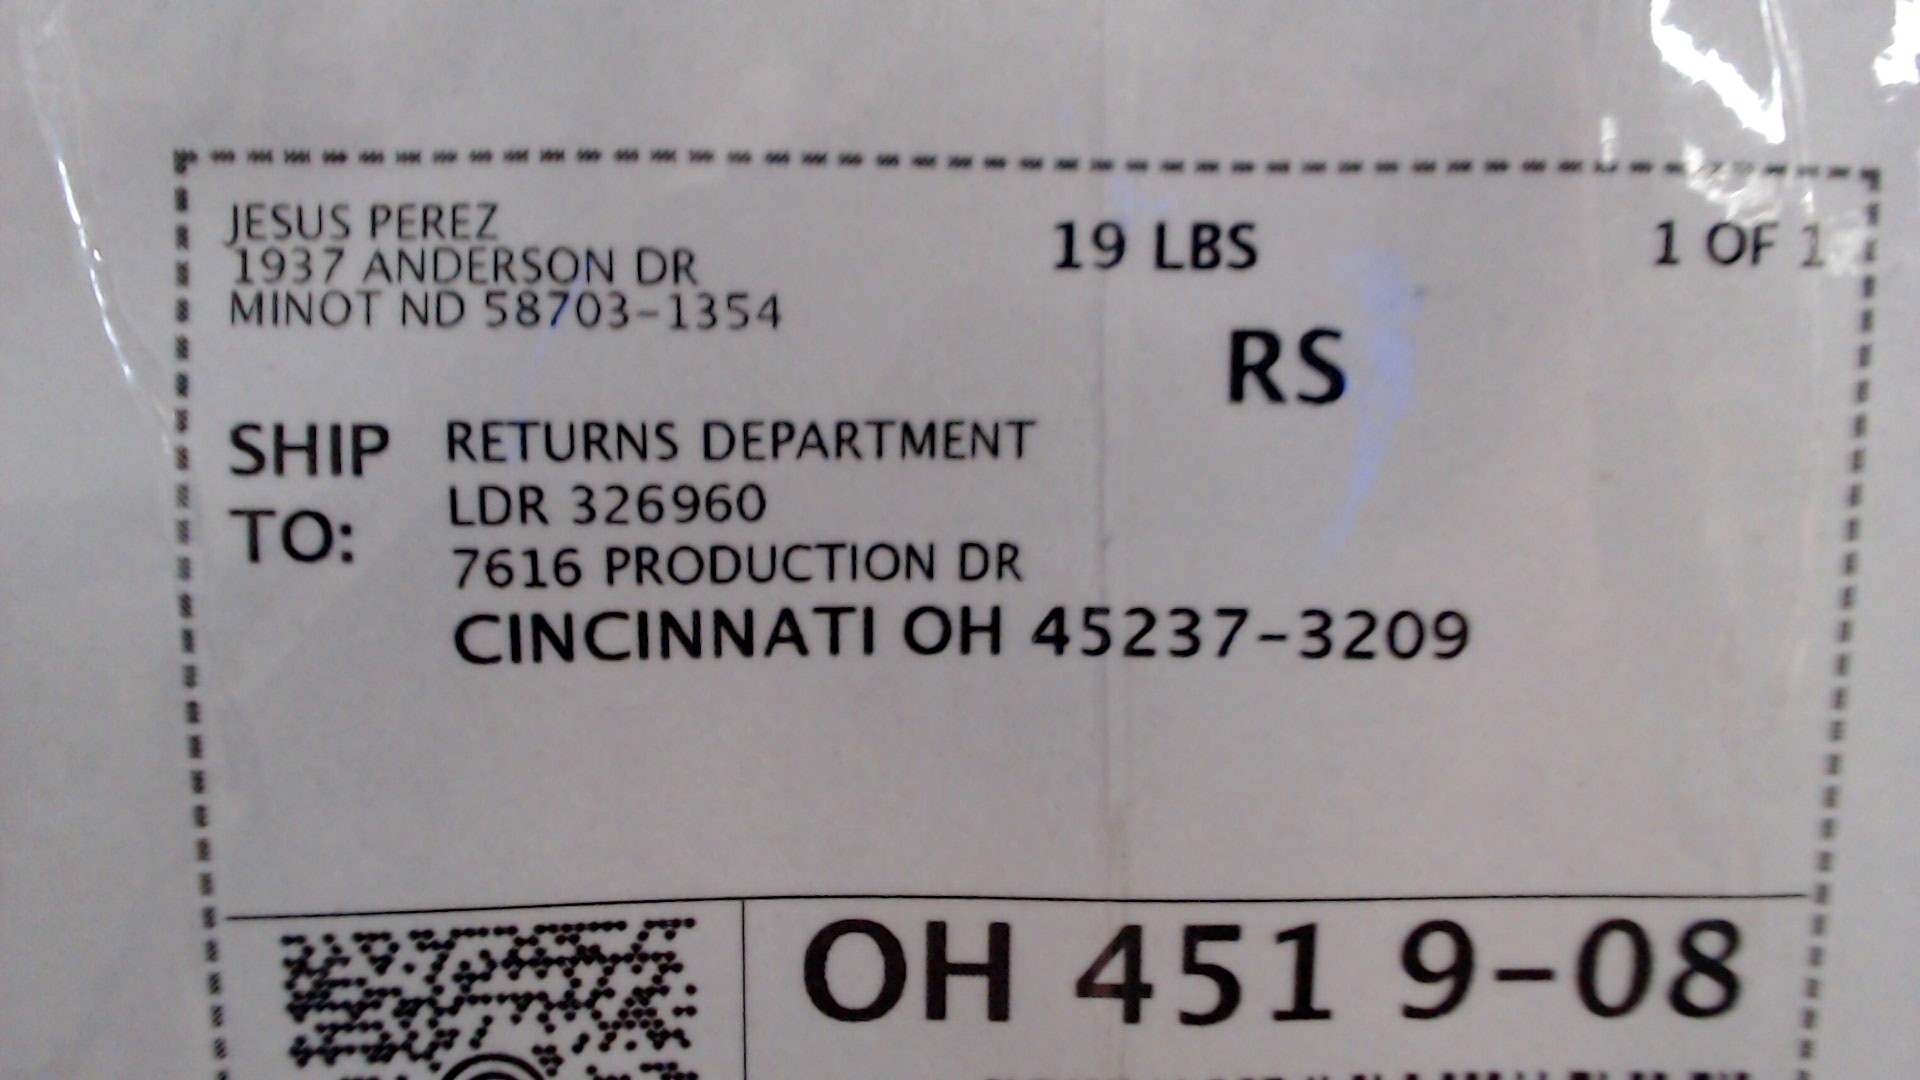 JESUS PEREZ
1937 ANDERSON DR
MINOT ND 58703-1354
19 LBS
1 OF 1
RS
SHIP TO:
RETURNS DEPARTMENT
LDR 326960
7616 PRODUCTION DR
CINCINNATI OH 45237-3209
OH 451 9-08